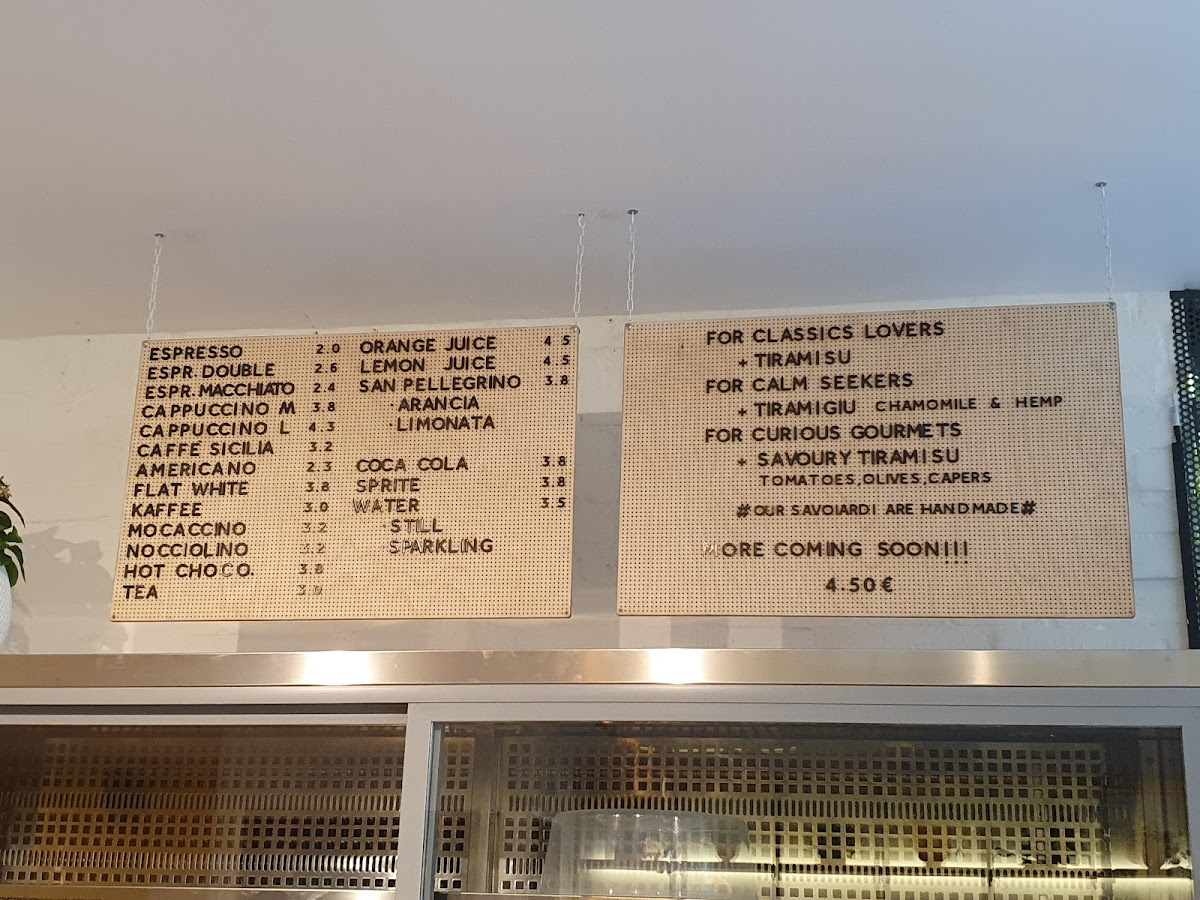 ESPRESSO 2.0
ESPR. DOUBLE 2.6
ESPR. MACCHIATO 2.4
CAPPUCCINO M 3.8
CAPPUCCINO L 4.3
CAFFE SICILIA 3.2
AMERICANO 2.3
FLAT WHITE 3.8
KAFFEE 3.0
MOCACCINO 3.2
NOCCIOLINO 3.2
HOT CHOCO. 3.8
TEA 3.0
ORANGE JUICE 4.5
LEMON JUICE 4.5
SAN PELLEGRINO 3.8
·ARANCIA
·LIMONATA
COCA COLA 3.8
SPRITE 3.8
WATER 3.5
·STILL
·SPARKLING
FOR CLASSICS LOVERS
+ TIRAMISU
FOR CALM SEEKERS
+ TIRAMIGIU CHAMOMILE & HEMP
FOR CURIOUS GOURMETS
+ SAVOURY TIRAMISU
TOMATOES, OLIVES, CAPERS
#OUR SAVOIARDI ARE HANDMADE#
MORE COMING SOON!!!
4.50€